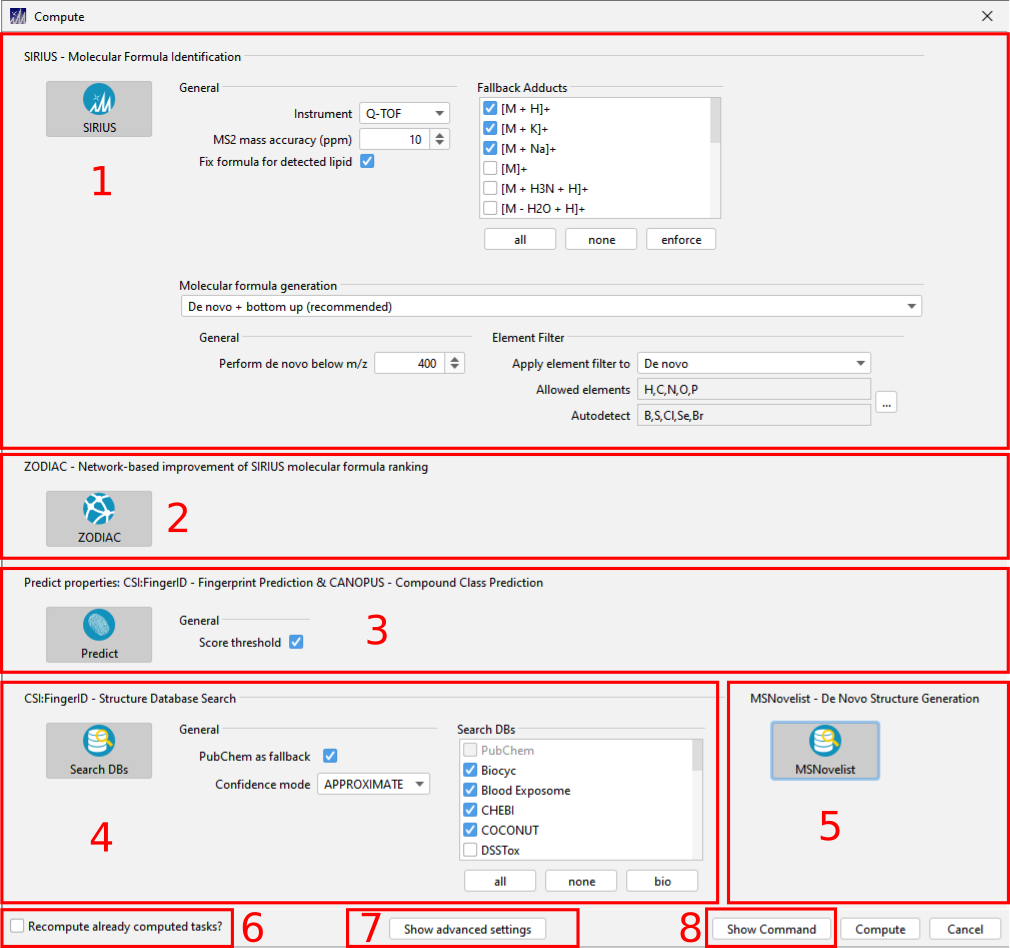 Compute
SIRIUS - Molecular Formula Identification
SIRIUS
1
General
Instrument Q-TOF
MS2 mass accuracy (ppm) 10
Fix formula for detected lipid
Fallback Adducts
[M + H]+
[M + K]+
[M + Na]+
[M]+
[M + H3N + H]+
[M - H2O + H]+
all none enforce
Molecular formula generation
De novo + bottom up (recommended)
General
Perform de novo below m/z 400
Element Filter
Apply element filter to De novo
Allowed elements H,C,N,O,P
Autodetect B,S,Cl,Se,Br
...
ZODIAC - Network-based improvement of SIRIUS molecular formula ranking
ZODIAC
2
Predict properties: CSI:FingerID - Fingerprint Prediction & CANOPUS - Compound Class Prediction
Predict
General
Score threshold
3
CSI:FingerID - Structure Database Search
Search DBs
4
General
PubChem as fallback
Confidence mode APPROXIMATE
Search DBs
PubChem
Biocyc
Blood Exposome
CHEBI
COCONUT
DSSTox
all none bio
MSNovelist - De Novo Structure Generation
MSNovelist
5
Recompute already computed tasks? 6
7 Show advanced settings
8 Show Command Compute Cancel